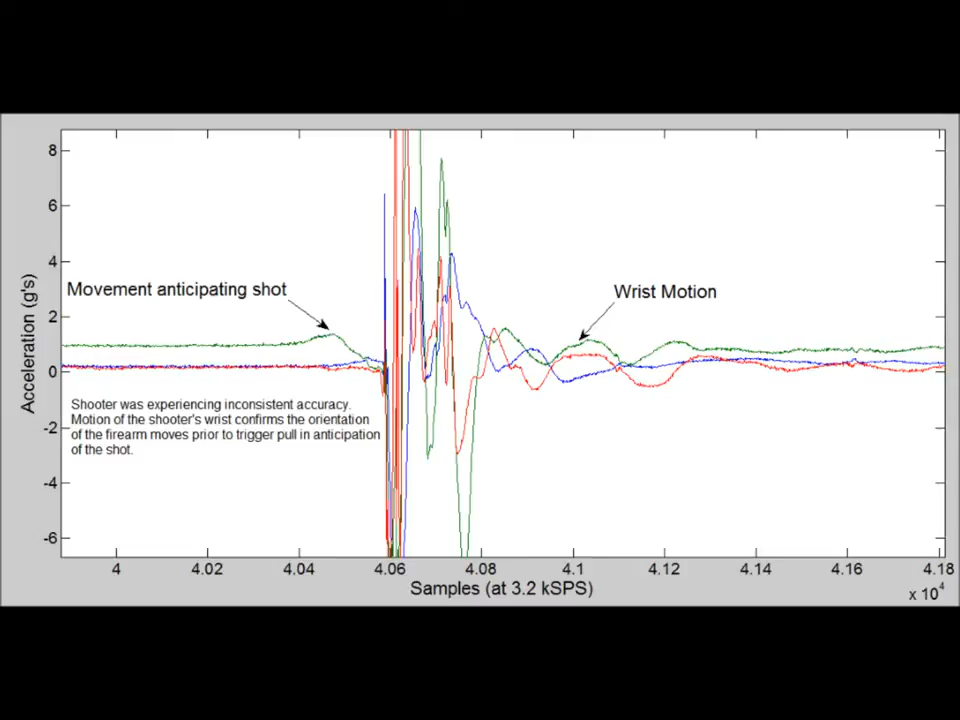 8
6
4
2
0
-2
-4
-6
Acceleration (g's)
Movement anticipating shot
Wrist Motion
Shooter was experiencing inconsistent accuracy.
Motion of the shooter's wrist confirms the orientation
of the firearm moves prior to trigger pull in anticipation
of the shot.
4 4.02 4.04 4.06 4.08 4.1 4.12 4.14 4.16 4.18
Samples (at 3.2 kSPS)
x 10⁴